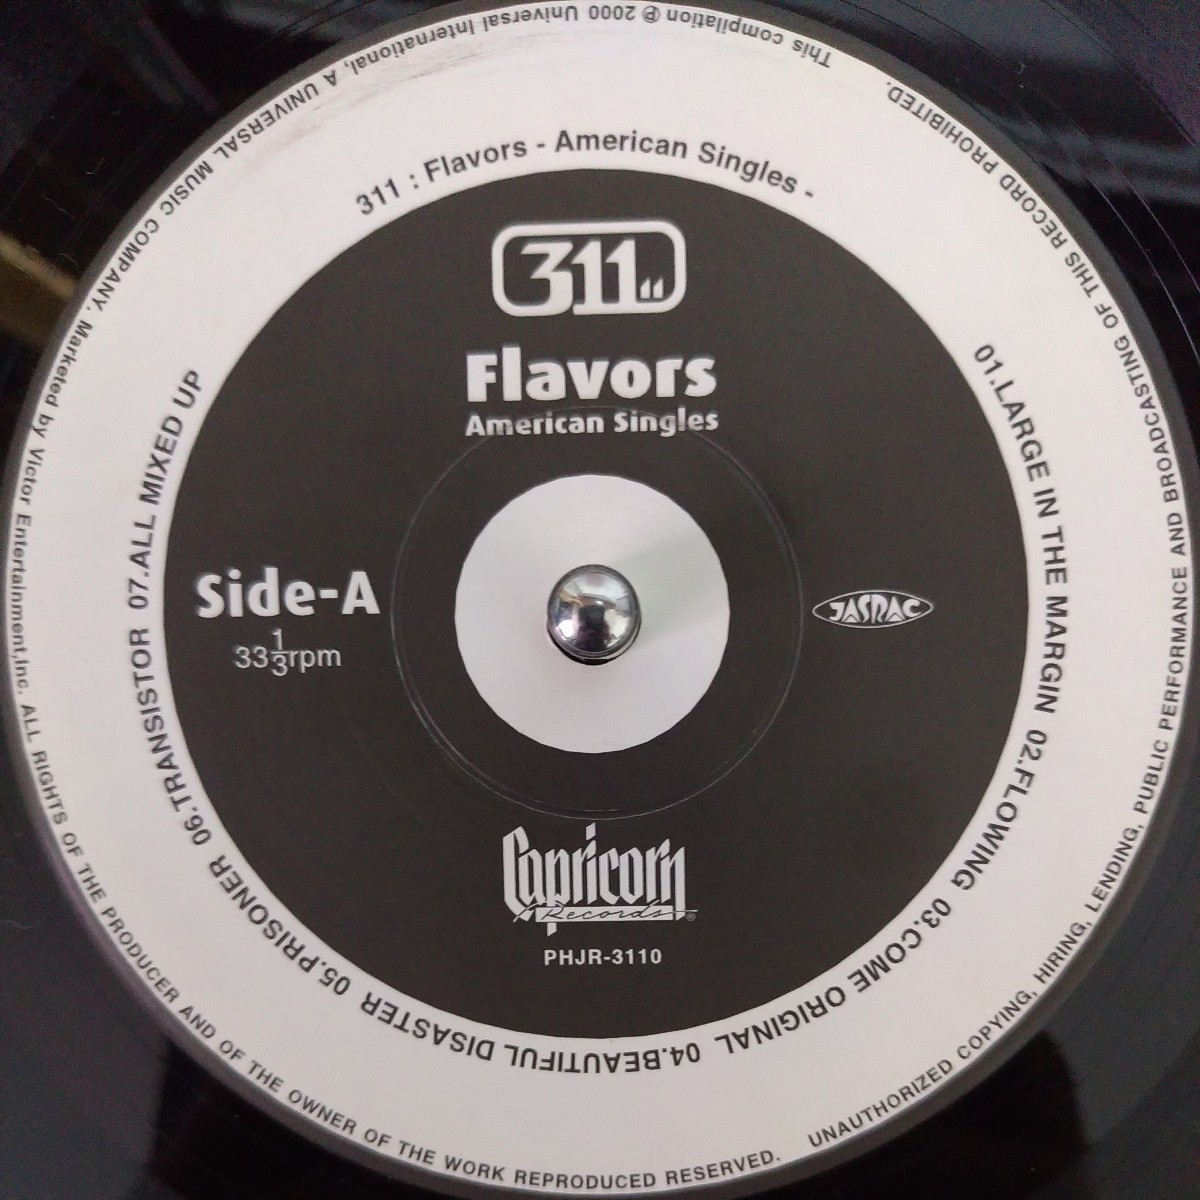 311 : Flavors - American Singles -
311
Flavors
American Singles
Side-A
33 1/3 rpm
JASRAC
Capricorn
Records ®
PHJR-3110
01.LARGE IN THE MARGIN 02.FLOWING 03.COME ORIGINAL 04.BEAUTIFUL DISASTER 05.PRISONER 06.TRANSISTOR 07.ALL MIXED UP
This compilation ℗ 2000 Universal International, A UNIVERSAL MUSIC COMPANY. Marketed by Victor Entertainment,Inc. ALL RIGHTS OF THE PRODUCER AND OF THE OWNER OF THE WORK REPRODUCED RESERVED. UNAUTHORIZED COPYING, HIRING, LENDING, PUBLIC PERFORMANCE AND BROADCASTING OF THIS RECORD PROHIBITED.